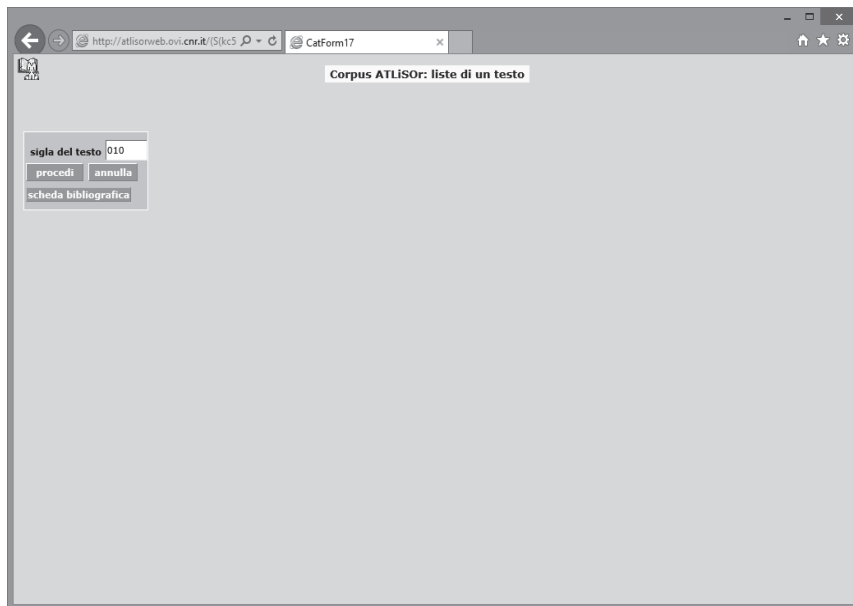 http://atlisorweb.ovi.cnr.it/(S(kc5
CatForm17
Corpus ATLiSOr: liste di un testo
sigla del testo 010
procedi annulla
scheda bibliografica